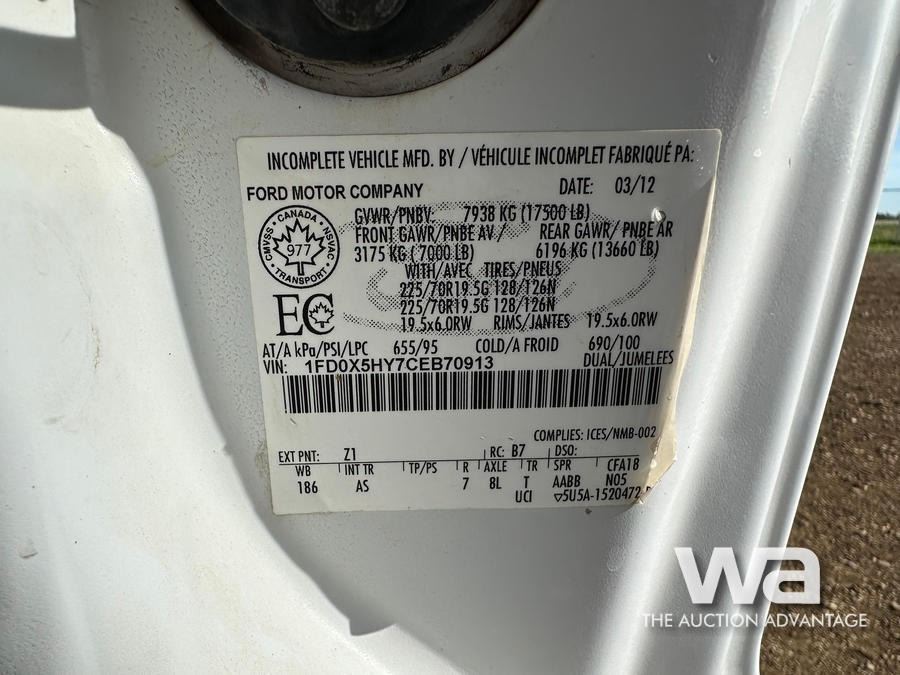 INCOMPLETE VEHICLE MFD. BY / VÉHICULE INCOMPLET FABRIQUÉ PA:
FORD MOTOR COMPANY DATE: 03/12
GVWR/PNBV: 7938 KG (17500 LB)
FRONT GAWR/PNBE AV./ REAR GAWR/ PNBE AR
3175 KG ( 7000 LB) 6196 KG (13660 LB)
WITH/AVEC TIRES/PNEUS
225/70R19.5G 128/126N
225/70R19.5G 128/126N
19.5x6.0RW RIMS/JANTES 19.5x6.0RW
CMVSS · CANADA · NSVAC
977
· TRANSPORT ·
EC
AT/A kPa/PSI/LPC 655/95 COLD/A FROID 690/100
VIN: 1FD0X5HY7CEB70913 DUAL/JUMELEES
COMPLIES: ICES/NMB-002
EXT PNT: Z1 RC: B7 DSO:
WB INT TR TP/PS R AXLE TR SPR CFA18
186 AS 7 8L T AABB N05
UCI ▽5U5A-1520472-
wa
THE AUCTION ADVANTAGE